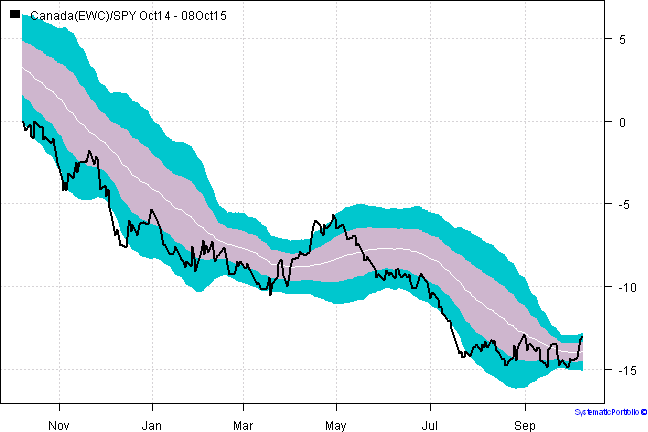 Canada(EWC)/SPY Oct14 - 08Oct15
5
0
-5
-10
-15
Nov Jan Mar May Jul Sep
SystematicPortfolio ©